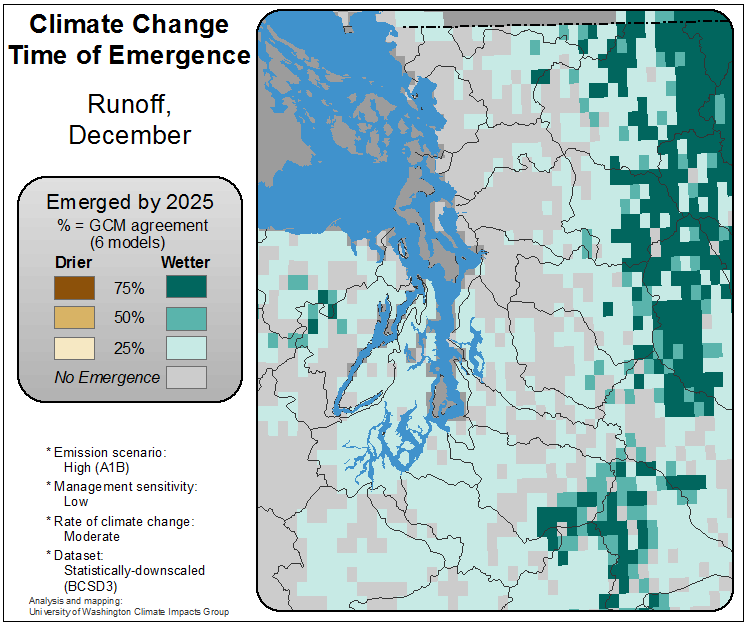 Climate Change
Time of Emergence
Runoff,
December
Emerged by 2025
% = GCM agreement
(6 models)
Drier Wetter
75%
50%
25%
No Emergence
* Emission scenario:
High (A1B)
* Management sensitivity:
Low
* Rate of climate change:
Moderate
* Dataset:
Statistically-downscaled
(BCSD3)
Analysis and mapping:
University of Washington Climate Impacts Group